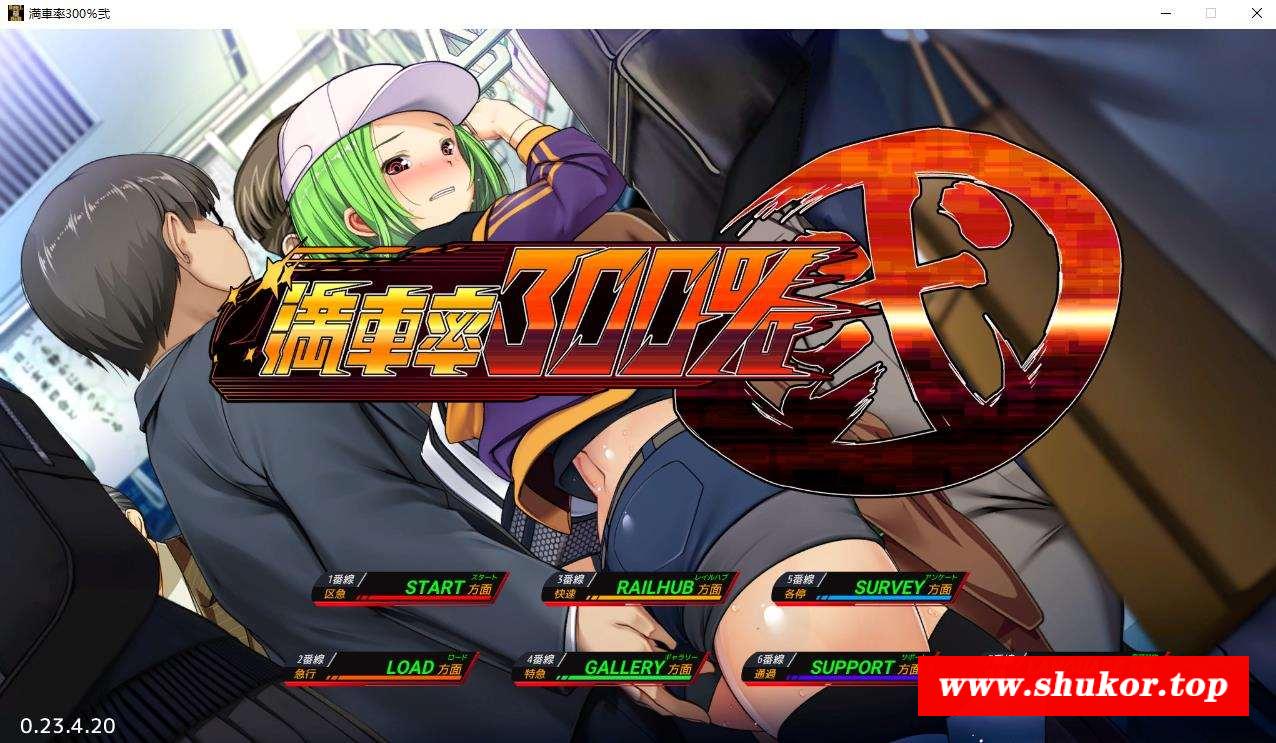 満車率300%弐
満車率300%弐
1番線
区急
スタート
START 方面
3番線
快速
レイルハブ
RAILHUB 方面
5番線
各停
アンケート
SURVEY 方面
2番線
急行
ロード
LOAD 方面
4番線
特急
ギャラリー
GALLERY 方面
6番線
通過
SUPPORT 方面
www.shukor.top
0.23.4.20